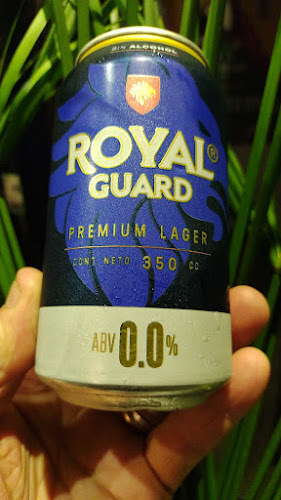 SIN ALCOHOL
ROYAL®
GUARD
PREMIUM LAGER
CONT NETO 350 CC
ABV 0.0%